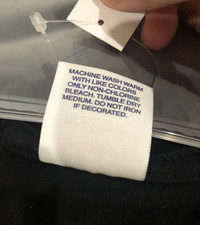 MACHINE WASH WARM
WITH LIKE COLORS
ONLY NON-CHLORINE
BLEACH. TUMBLE DRY
MEDIUM. DO NOT IRON
IF DECORATED.